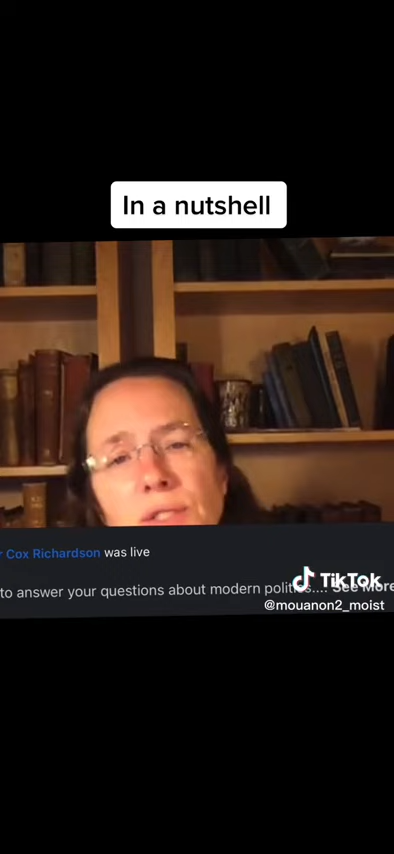 In a nutshell
r Cox Richardson was live
to answer your questions about modern politics.... See More
TikTok
@mouanon2_moist